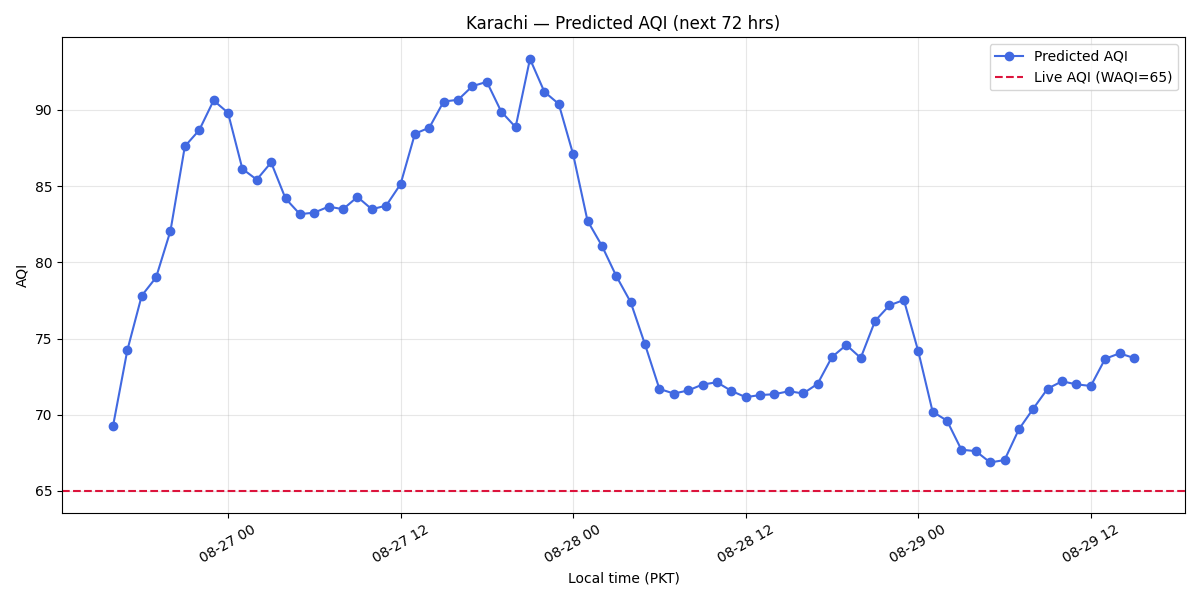 Karachi — Predicted AQI (next 72 hrs)
Predicted AQI
Live AQI (WAQI=65)
AQI
90
85
80
75
70
65
08-27 00
08-27 12
08-28 00
08-28 12
08-29 00
08-29 12
Local time (PKT)